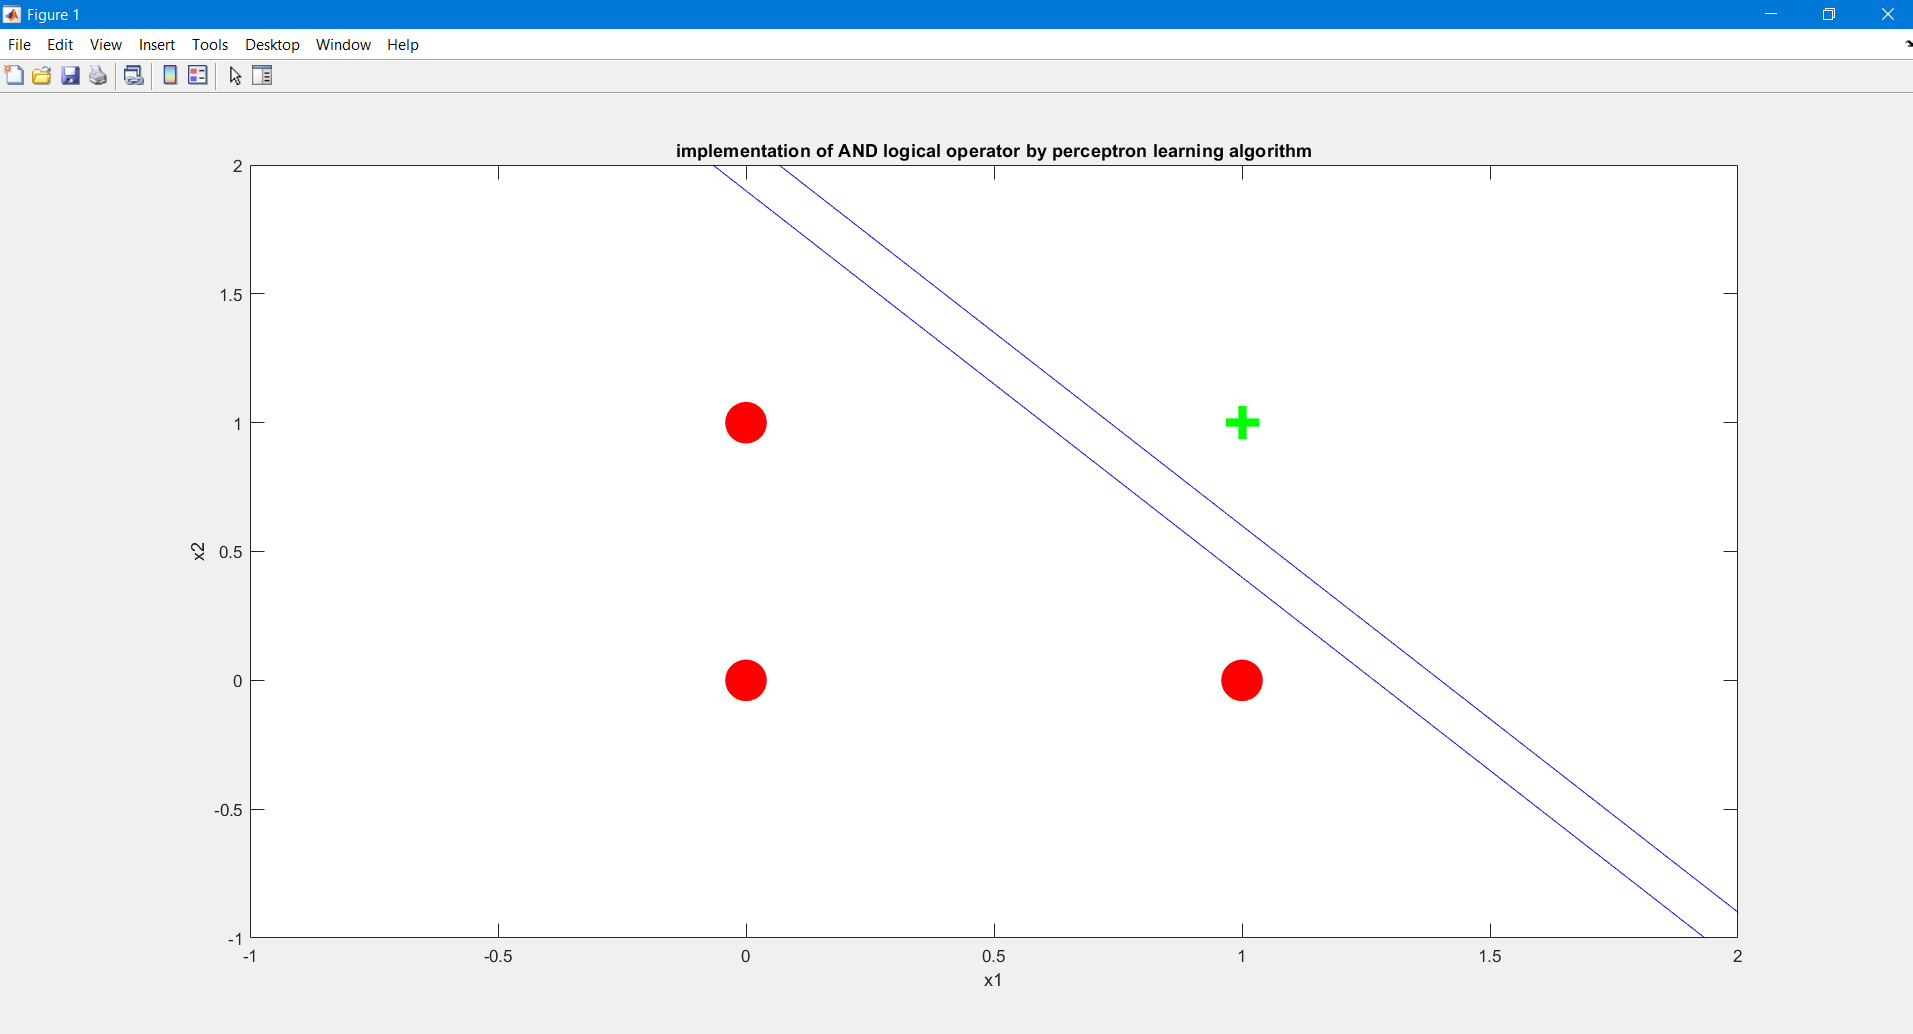 Figure 1
File Edit View Insert Tools Desktop Window Help
implementation of AND logical operator by perceptron learning algorithm
2
1.5
1
x2
0.5
0
-0.5
-1
-1 -0.5 0 0.5 1 1.5 2
x1